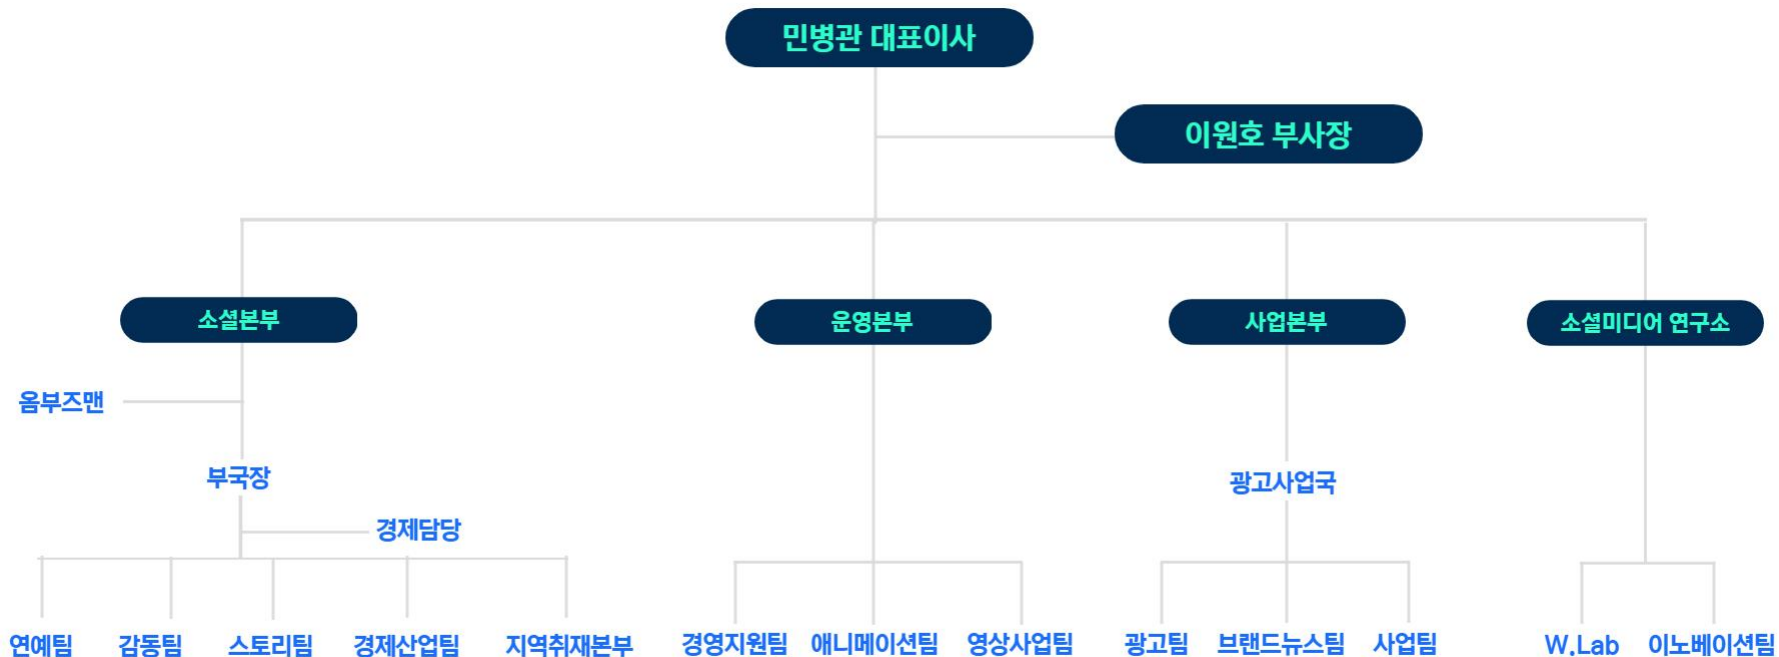 민병관 대표이사
이원호 부사장
소셜본부
운영본부
사업본부
소셜미디어 연구소
옴부즈맨
부국장
광고사업국
경제담당
연예팀
감동팀
스토리팀
경제산업팀
지역취재본부
경영지원팀
애니메이션팀
영상사업팀
광고팀
브랜드뉴스팀
사업팀
W.Lab
이노베이션팀